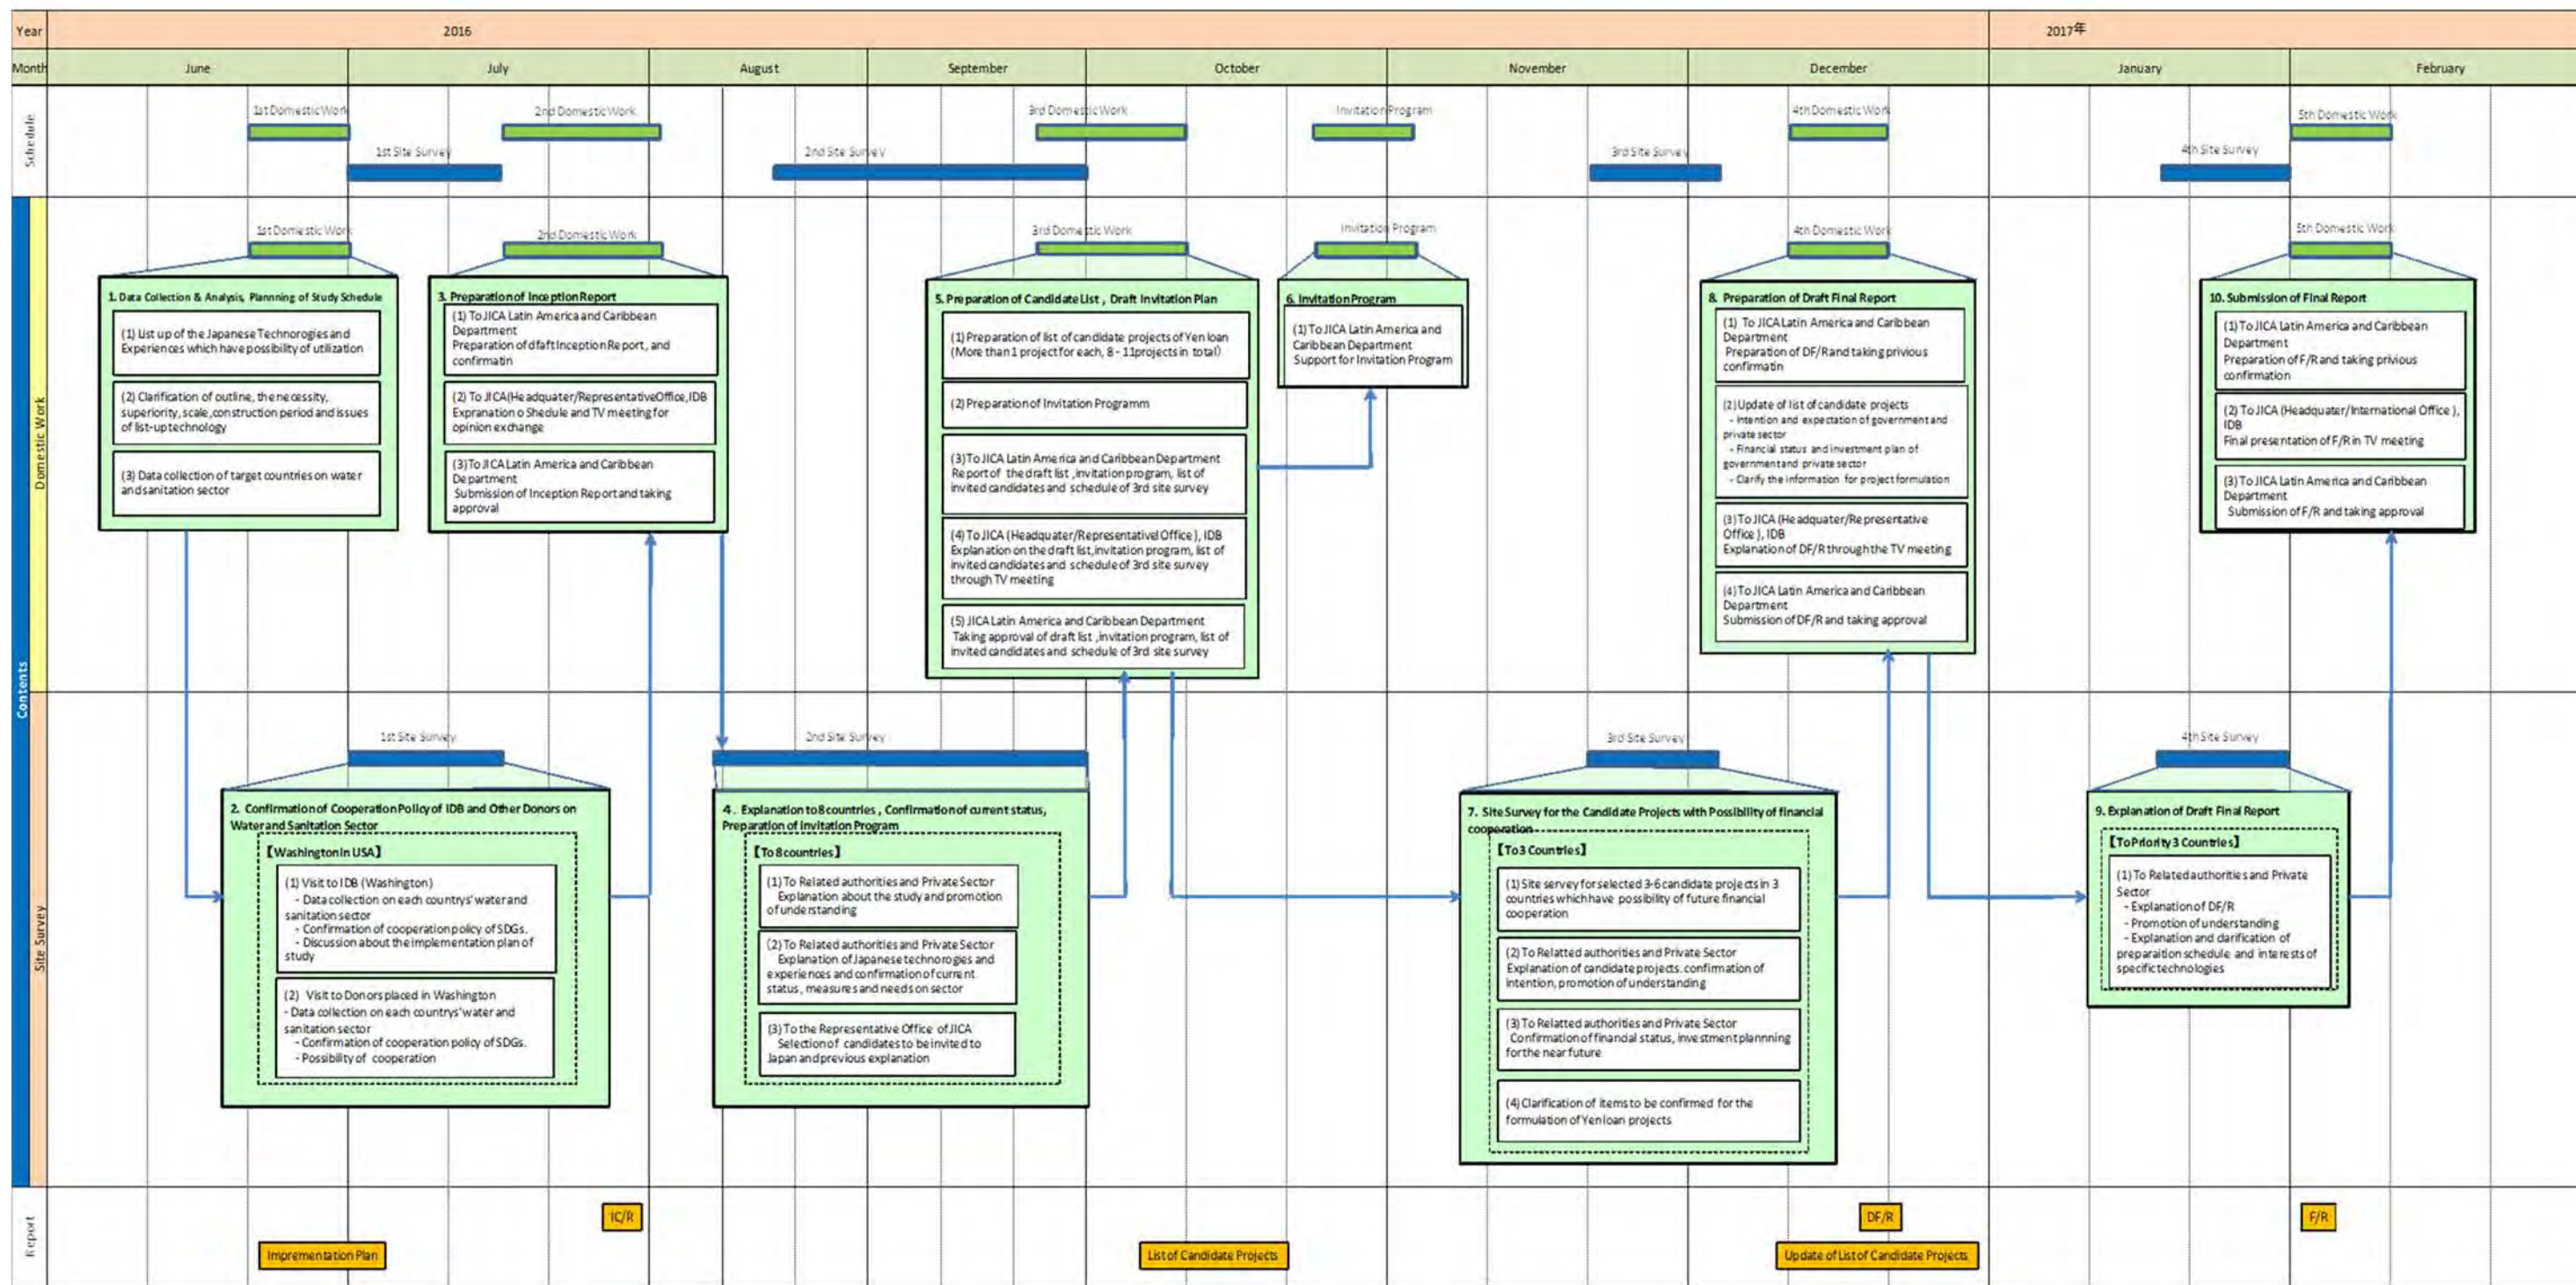 Year
2016
2017年
Month
June
July
August
September
October
November
December
January
February
Schedule
1st Domestic Work
2nd Domestic Work
3rd Domestic Work
Invitation Program
4th Domestic Work
5th Domestic Work
1st Site Survey
2nd Site Survey
3rd Site Survey
4th Site Survey
Contents
Domestic Work
1st Domestic Work
1. Data Collection & Analysis, Plannning of Study Schedule
(1) List up of the Japanese Technorogies and
Experiences which have possibility of utilization
(2) Clarification of outline, the necessity,
superiority, scale, construction period and issues
of list-up technology
(3) Data collection of target countries on water
and sanitation sector
2nd Domestic Work
3. Preparation of Inception Report
(1) To JICA Latin America and Caribbean
Department
Preparation of dfaft Inception Report, and
confirmatin
(2) To JICA(Headquater/Representative Office, IDB
Expranation o Shedule and TV meeting for
opinion exchange
(3) To JICA Latin America and Caribbean
Department
Submission of Inception Report and taking
approval
3rd Domestic Work
5. Preparation of Candidate List , Draft Invitation Plan
(1) Preparation of list of candidate projects of Yen loan
(More than 1 project for each, 8 - 11projects in total)
(2) Preparation of Invitation Programm
(3) To JICA Latin America and Caribbean Department
Report of the draft list ,invitation program, list of
invited candidates and schedule of 3rd site survey
(4) To JICA (Headquater/Representativel Office ), IDB
Explanation on the draft list, invitation program, list of
invited candidates and schedule of 3rd site survey
through TV meeting
(5) JICA Latin America and Caribbean Department
Taking approval of draft list ,invitation program, list of
invited candidates and schedule of 3rd site survey
Invitation Program
6. Invitation Program
(1) To JICA Latin America and
Caribbean Department
Support for Invitation Program
4th Domestic Work
8. Preparation of Draft Final Report
(1) To JICA Latin America and Caribbean
Department
Preparation of DF/R and taking privious
confirmatin
(2) Update of list of candidate projects
- Intention and expectation of government and
private sector
- Financial status and investment plan of
government and private sector
- Clarify the information for project formulation
(3) To JICA (Headquater/Representative
Office ), IDB
Explanation of DF/R through the TV meeting
(4) To JICA Latin America and Caribbean
Department
Submission of DF/R and taking approval
5th Domestic Work
10. Submission of Final Report
(1) To JICA Latin America and Caribbean
Department
Preparation of F/R and taking privious
confirmation
(2) To JICA (Headquater/International Office ),
IDB
Final presentation of F/R in TV meeting
(3) To JICA Latin America and Caribbean
Department
Submission of F/R and taking approval
Site Survey
1st Site Survey
2. Confirmation of Cooperation Policy of IDB and Other Donors on
Water and Sanitation Sector
【Washington in USA】
(1) Visit to IDB (Washington)
- Data collection on each countrys' water and
sanitation sector
- Confirmation of cooperation policy of SDGs.
- Discussion about the implementation plan of
study
(2) Visit to Donors placed in Washington
- Data collection on each countrys' water and
sanitation sector
- Confirmation of cooperation policy of SDGs.
- Possibility of cooperation
2nd Site Survey
4 . Explanation to 8 countries , Confirmation of current status,
Preparation of Invitation Program
【To 8 countries】
(1) To Related authorities and Private Sector
Explanation about the study and promotion
of understanding
(2) To Related authorities and Private Sector
Explanation of Japanese technorogies and
experiences and confirmation of current
status, measures and needs on sector
(3) To the Representative Office of JICA
Selection of candidates to be invited to
Japan and previous explanation
3rd Site Survey
7. Site Survey for the Candidate Projects with Possibility of financial
cooperation
【To 3 Countries】
(1) Site servey for selected 3-6 candidate projects in 3
countries which have possibility of future financial
cooperation
(2) To Relatted authorities and Private Sector
Explanation of candidate projects. confirmation of
intention, promotion of understanding
(3) To Relatted authorities and Private Sector
Confirmation of financial status, investment plannning
for the near future
(4) Clarification of items to be confirmed for the
formulation of Yen loan projects
4th Site Survey
9. Explanation of Draft Final Report
【To Priority 3 Countries】
(1) To Related authorities and Private
Sector
- Explanation of DF/R
- Promotion of understanding
- Explanation and clarification of
preparaition schedule and interests of
specific technologies
Report
IC/R
DF/R
F/R
Imprementation Plan
List of Candidate Projects
Update of List of Candidate Projects